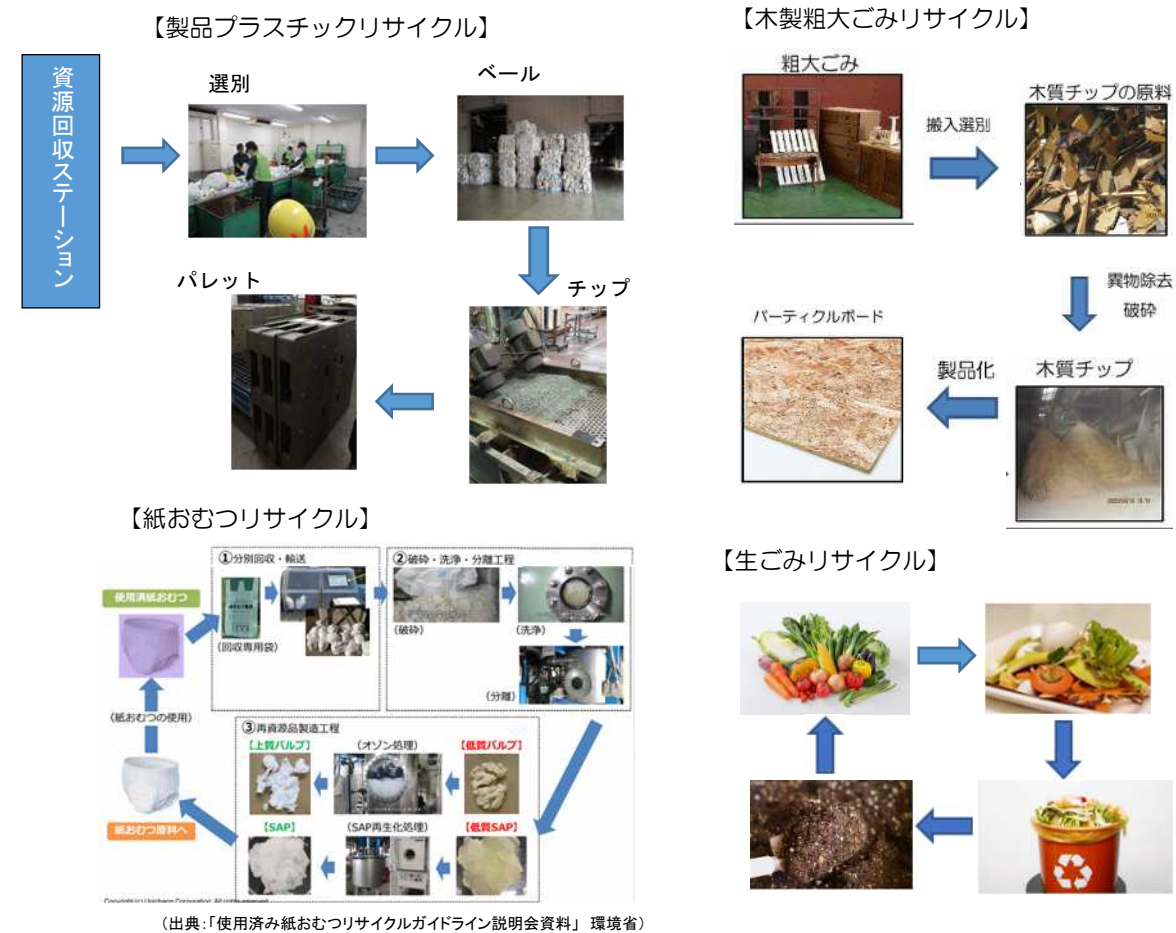 【製品プラスチックリサイクル】
資源回収ステーション
選別
ベール
パレット
チップ
【木製粗大ごみリサイクル】
粗大ごみ
搬入選別
木質チップの原料
異物除去
破砕
パーティクルボード
製品化
木質チップ
【紙おむつリサイクル】
①分別回収・輸送
②破砕・洗浄・分離工程
使用済紙おむつ
(回収専用袋)
(破砕)
(洗浄)
(分離)
(紙おむつの使用)
③再資源品製造工程
【上質パルプ】
(オゾン処理)
【低質パルプ】
紙おむつ原料へ
【SAP】
(SAP再生化処理)
【低質SAP】
Copyright (c) Unicharm Corporation. All rights reserved.
（出典：「使用済み紙おむつリサイクルガイドライン説明会資料」 環境省）
【生ごみリサイクル】